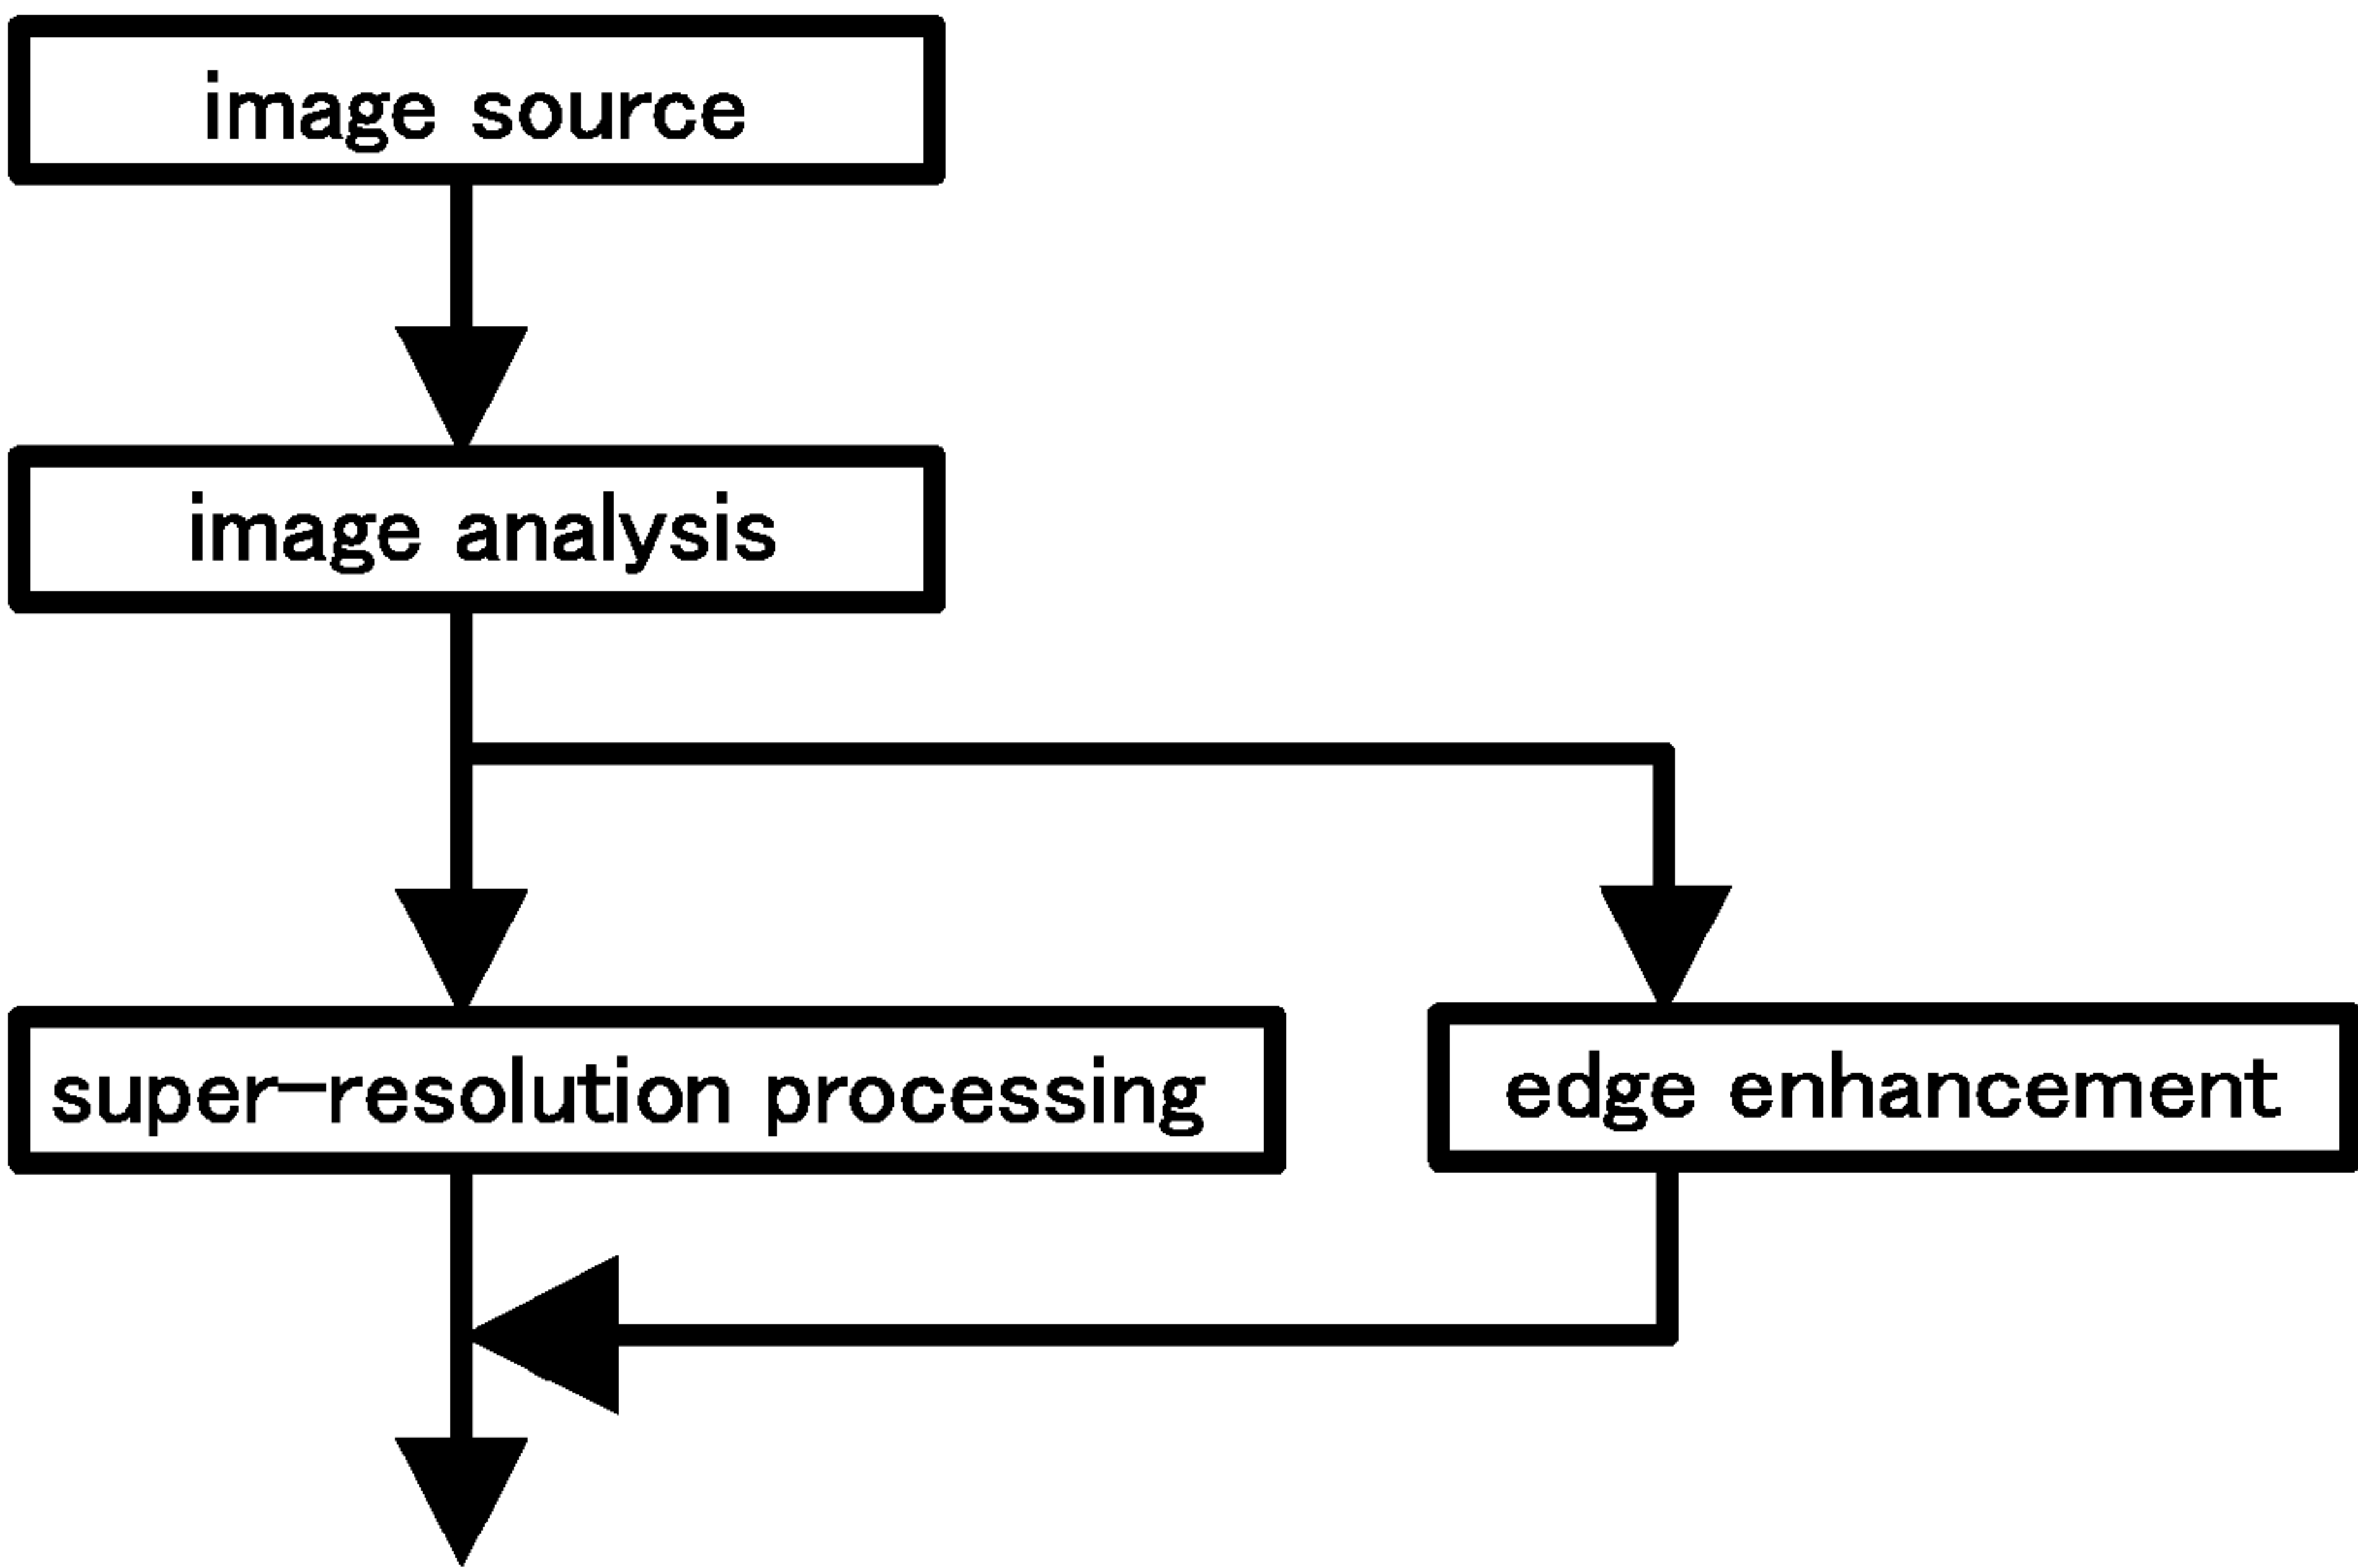 image source
image analysis
super-resolution processing
edge enhancement